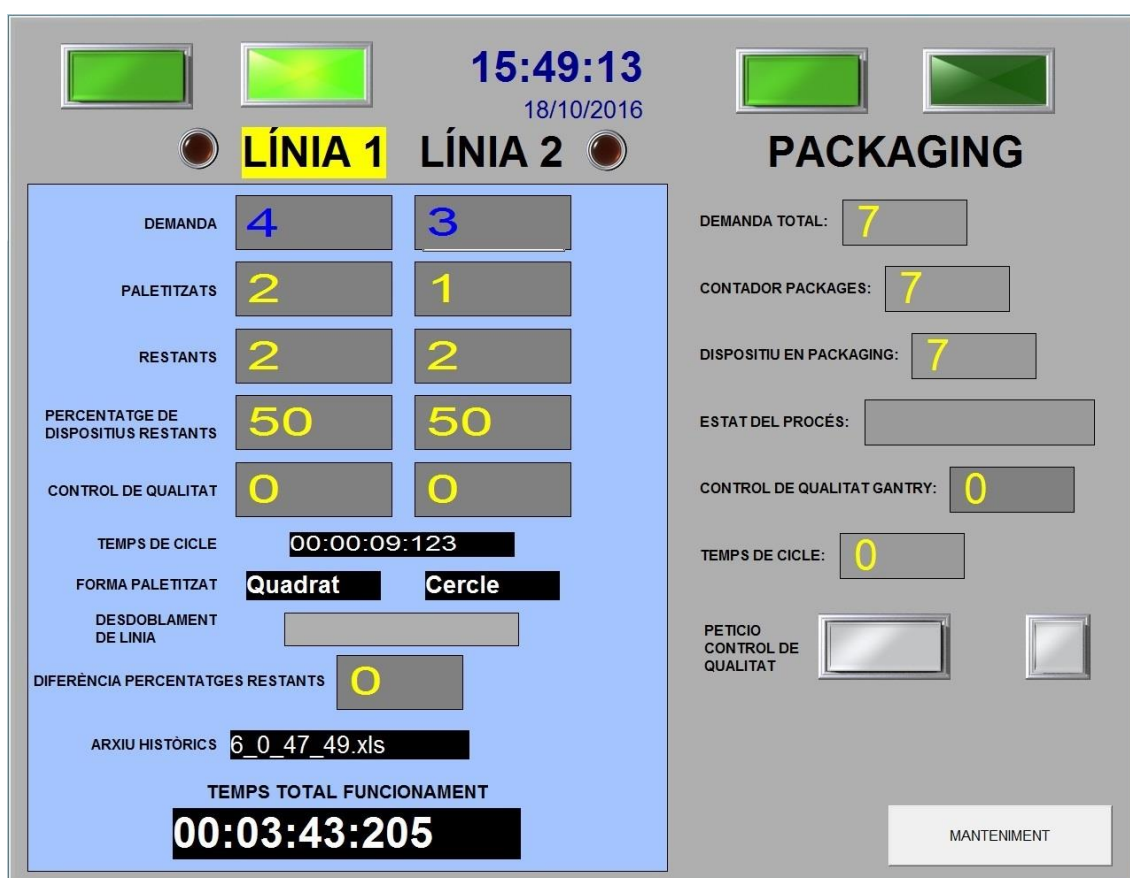 15:49:13
18/10/2016
LÍNIA 1 LÍNIA 2
DEMANDA 4 3
PALETITZATS 2 1
RESTANTS 2 2
PERCENTATGE DE
DISPOSITIUS RESTANTS 50 50
CONTROL DE QUALITAT 0 0
TEMPS DE CICLE 00:00:09:123
FORMA PALETITZAT Quadrat Cercle
DESDOBLAMENT
DE LINIA
DIFERÈNCIA PERCENTATGES RESTANTS 0
ARXIU HISTÒRICS 6_0_47_49.xls
TEMPS TOTAL FUNCIONAMENT
00:03:43:205
PACKAGING
DEMANDA TOTAL: 7
CONTADOR PACKAGES: 7
DISPOSITIU EN PACKAGING: 7
ESTAT DEL PROCÉS:
CONTROL DE QUALITAT GANTRY: 0
TEMPS DE CICLE: 0
PETICIO
CONTROL DE
QUALITAT
MANTENIMENT